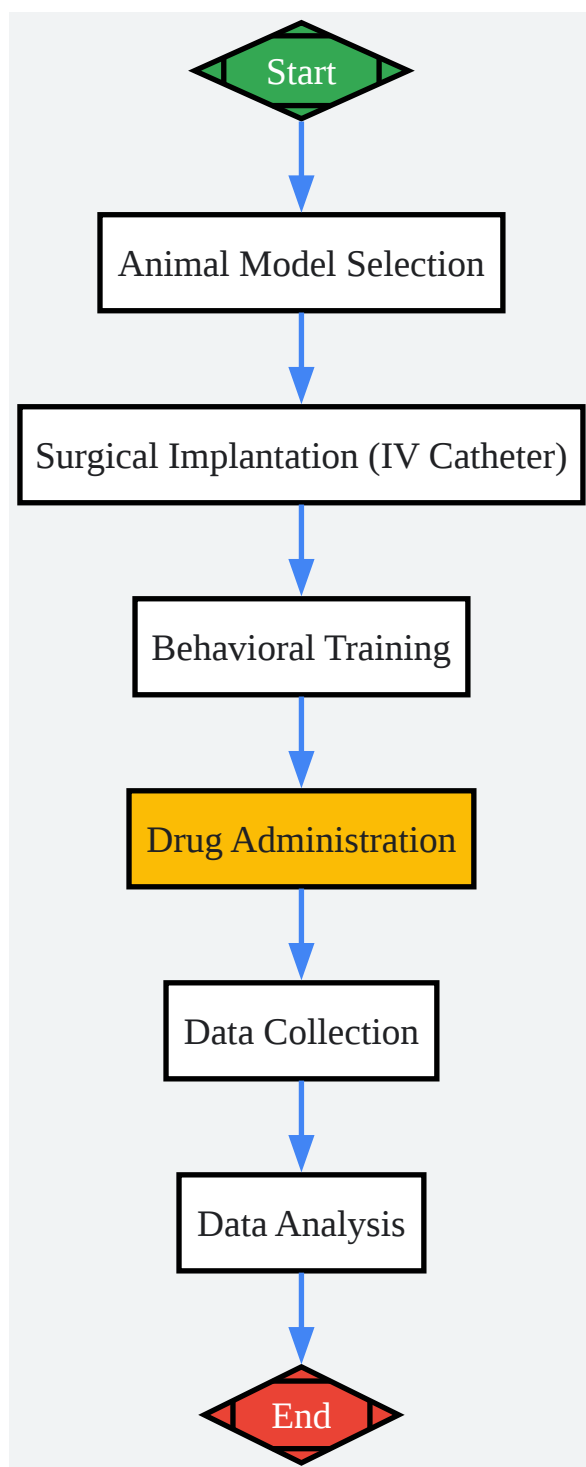 Start
Animal Model Selection
Surgical Implantation (IV Catheter)
Behavioral Training
Drug Administration
Data Collection
Data Analysis
End